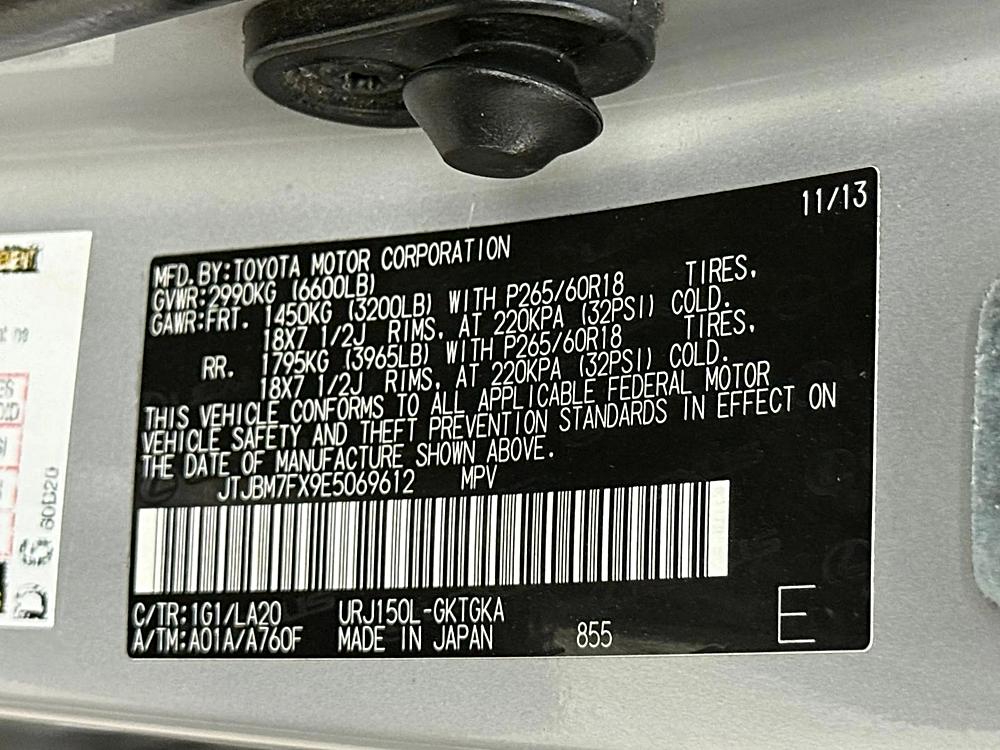 11/13
MFD. BY: TOYOTA MOTOR CORPORATION
GVWR: 2990KG (6600LB)
GAWR: FRT. 1450KG (3200LB) WITH P265/60R18 TIRES,
18X7 1/2J RIMS, AT 220KPA (32PSI) COLD.
RR. 1795KG (3965LB) WITH P265/60R18 TIRES,
18X7 1/2J RIMS, AT 220KPA (32PSI) COLD.
THIS VEHICLE CONFORMS TO ALL APPLICABLE FEDERAL MOTOR
VEHICLE SAFETY AND THEFT PREVENTION STANDARDS IN EFFECT ON
THE DATE OF MANUFACTURE SHOWN ABOVE.
JTJBM7FX9E5069612 MPV
C/TR: 1G1/LA20 URJ150L-GKTGKA
A/TM: A01A/A760F MADE IN JAPAN 855
E
60D20